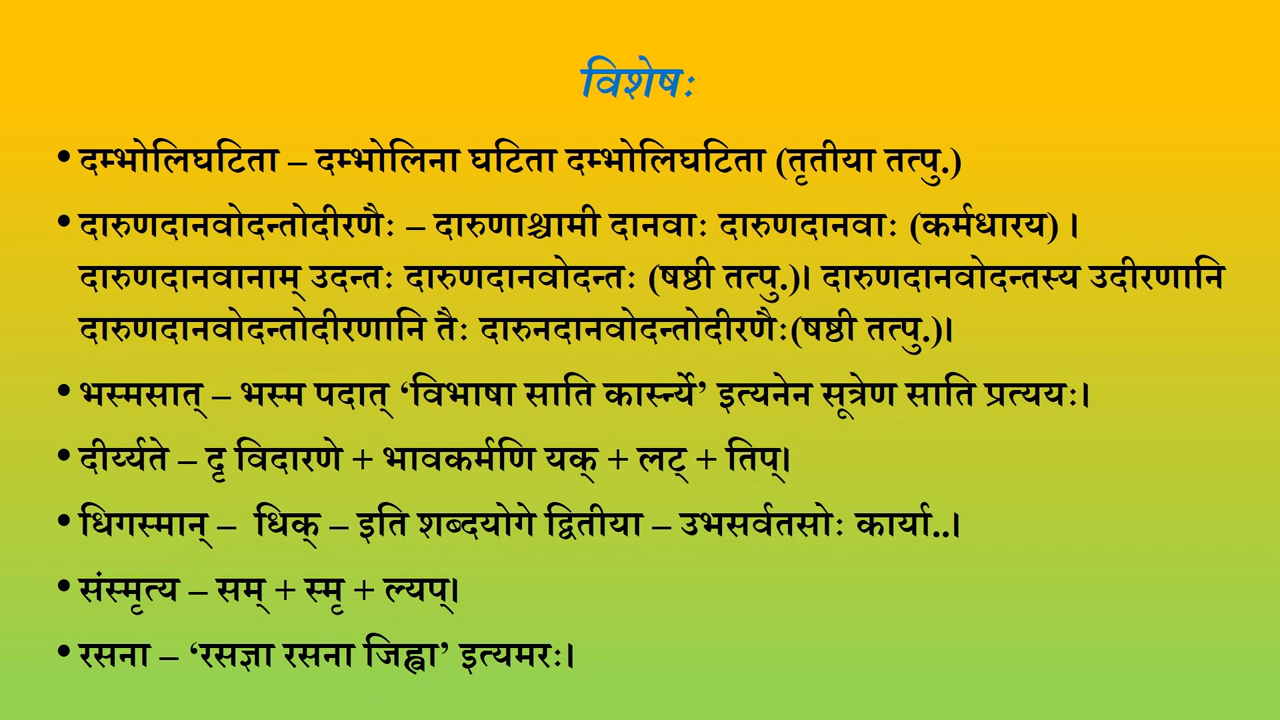 विशेषः
• दम्भोलिघटिता – दम्भोलिना घटिता दम्भोलिघटिता (तृतीया तत्पु.)
• दारुणदानवोदन्तोदीरणैः – दारुणाश्चामी दानवाः दारुणदानवाः (कर्मधारय) ।
दारुणदानवानाम् उदन्तः दारुणदानवोदन्तः (षष्ठी तत्पु.)। दारुणदानवोदन्तस्य उदीरणानि
दारुणदानवोदन्तोदीरणानि तैः दारुनदानवोदन्तोदीरणैः(षष्ठी तत्पु.)।
• भस्मसात् – भस्म पदात् ‘विभाषा साति कार्स्न्ये’ इत्यनेन सूत्रेण साति प्रत्ययः।
• दीर्य्यते – दृ विदारणे + भावकर्मणि यक् + लट् + तिप्।
• धिगस्मान् – धिक् – इति शब्दयोगे द्वितीया – उभसर्वतसोः कार्या..।
• संस्मृत्य – सम् + स्मृ + ल्यप्।
• रसना – ‘रसज्ञा रसना जिह्वा’ इत्यमरः।